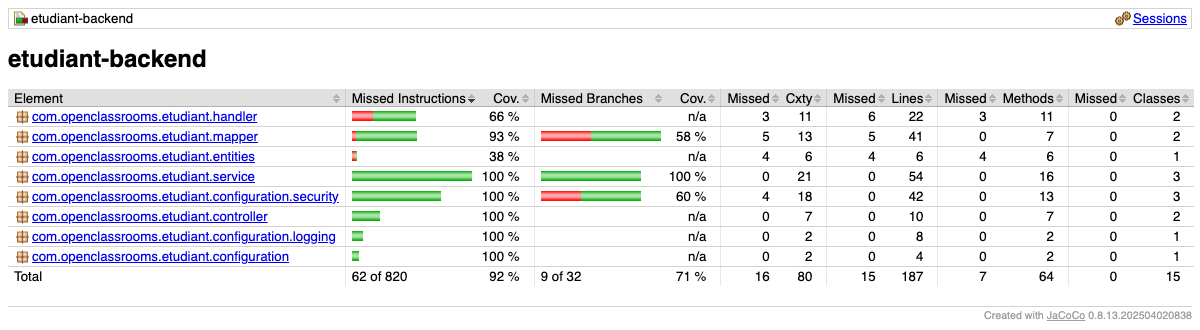 etudiant-backend Sessions
etudiant-backend
Element Missed Instructions Cov. Missed Branches Cov. Missed Cxty Missed Lines Missed Methods Missed Classes
com.openclassrooms.etudiant.handler 66 % n/a 3 11 6 22 3 11 0 2
com.openclassrooms.etudiant.mapper 93 % 58 % 5 13 5 41 0 7 0 2
com.openclassrooms.etudiant.entities 38 % n/a 4 6 4 6 4 6 0 1
com.openclassrooms.etudiant.service 100 % 100 % 0 21 0 54 0 16 0 3
com.openclassrooms.etudiant.configuration.security 100 % 60 % 4 18 0 42 0 13 0 3
com.openclassrooms.etudiant.controller 100 % n/a 0 7 0 10 0 7 0 2
com.openclassrooms.etudiant.configuration.logging 100 % n/a 0 2 0 8 0 2 0 1
com.openclassrooms.etudiant.configuration 100 % n/a 0 2 0 4 0 2 0 1
Total 62 of 820 92 % 9 of 32 71 % 16 80 15 187 7 64 0 15
Created with JaCoCo 0.8.13.202504020838